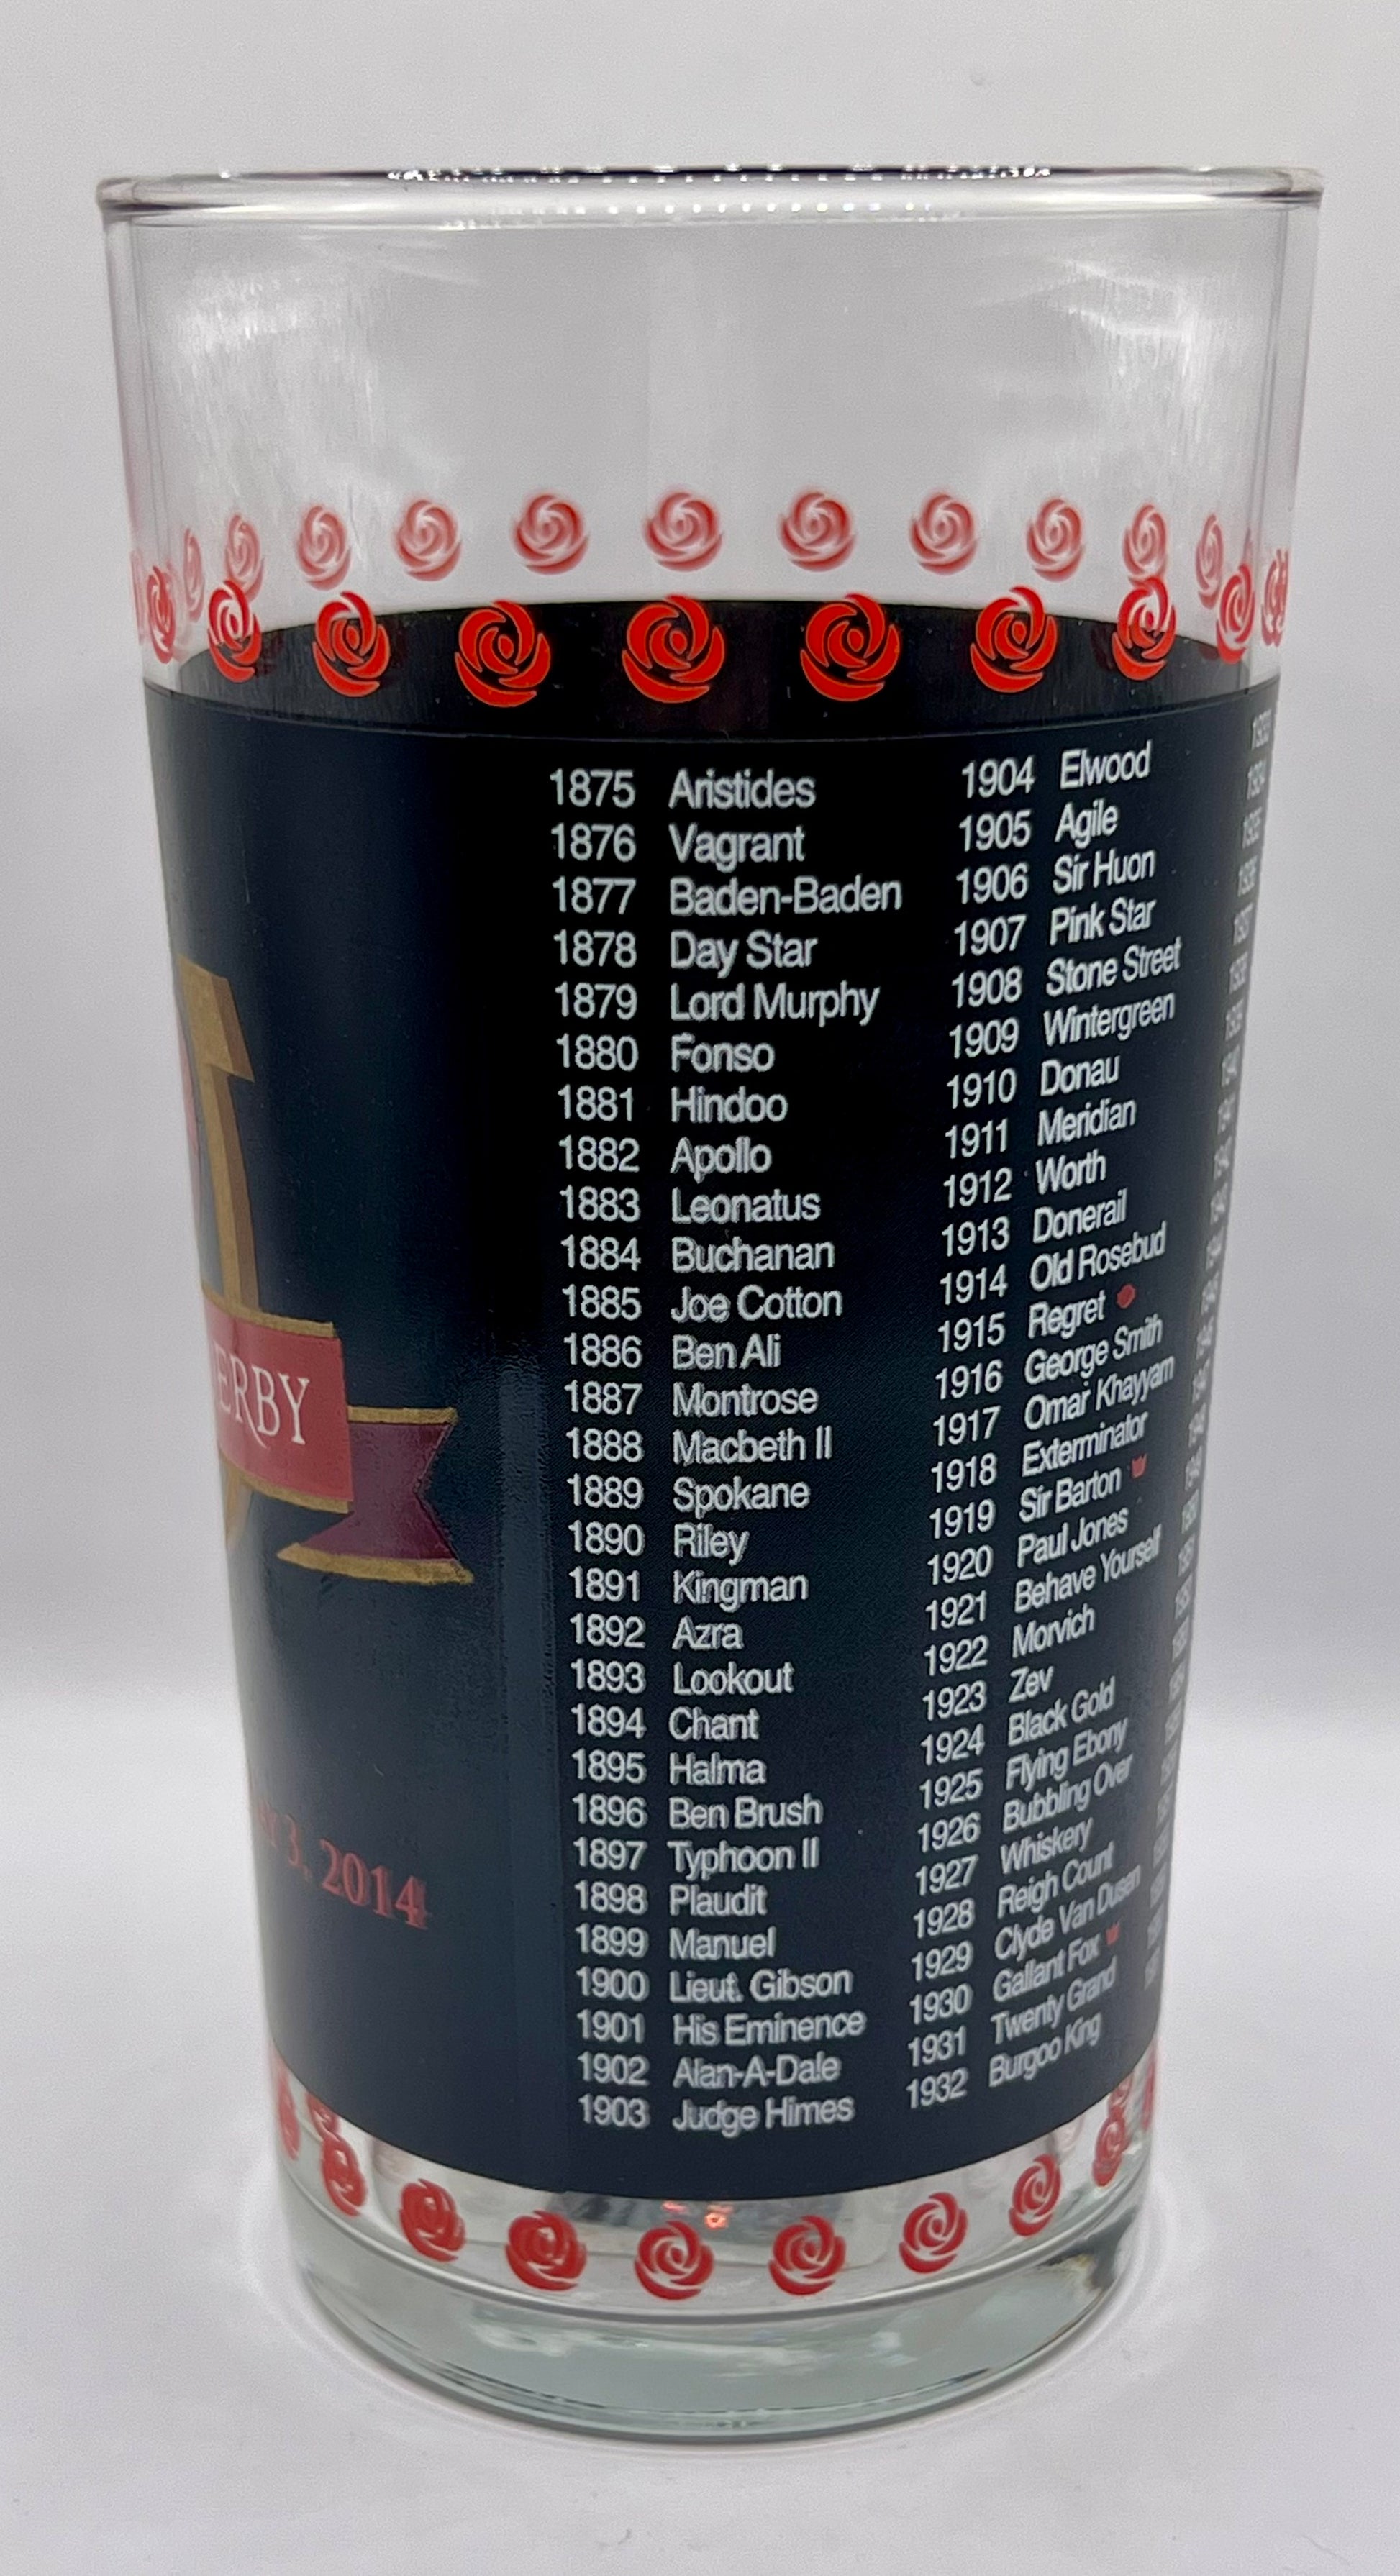 ERBY
3, 2014
1875 Aristides
1876 Vagrant
1877 Baden-Baden
1878 Day Star
1879 Lord Murphy
1880 Fonso
1881 Hindoo
1882 Apollo
1883 Leonatus
1884 Buchanan
1885 Joe Cotton
1886 Ben Ali
1887 Montrose
1888 Macbeth II
1889 Spokane
1890 Riley
1891 Kingman
1892 Azra
1893 Lookout
1894 Chant
1895 Halma
1896 Ben Brush
1897 Typhoon II
1898 Plaudit
1899 Manuel
1900 Lieut. Gibson
1901 His Eminence
1902 Alan-A-Dale
1903 Judge Himes
1904 Elwood
1905 Agile
1906 Sir Huon
1907 Pink Star
1908 Stone Street
1909 Wintergreen
1910 Donau
1911 Meridian
1912 Worth
1913 Donerail
1914 Old Rosebud
1915 Regret
1916 George Smith
1917 Omar Khayyam
1918 Exterminator
1919 Sir Barton
1920 Paul Jones
1921 Behave Yourself
1922 Morvich
1923 Zev
1924 Black Gold
1925 Flying Ebony
1926 Bubbling Over
1927 Whiskery
1928 Reigh Count
1929 Clyde Van Dusen
1930 Gallant Fox
1931 Twenty Grand
1932 Burgoo King